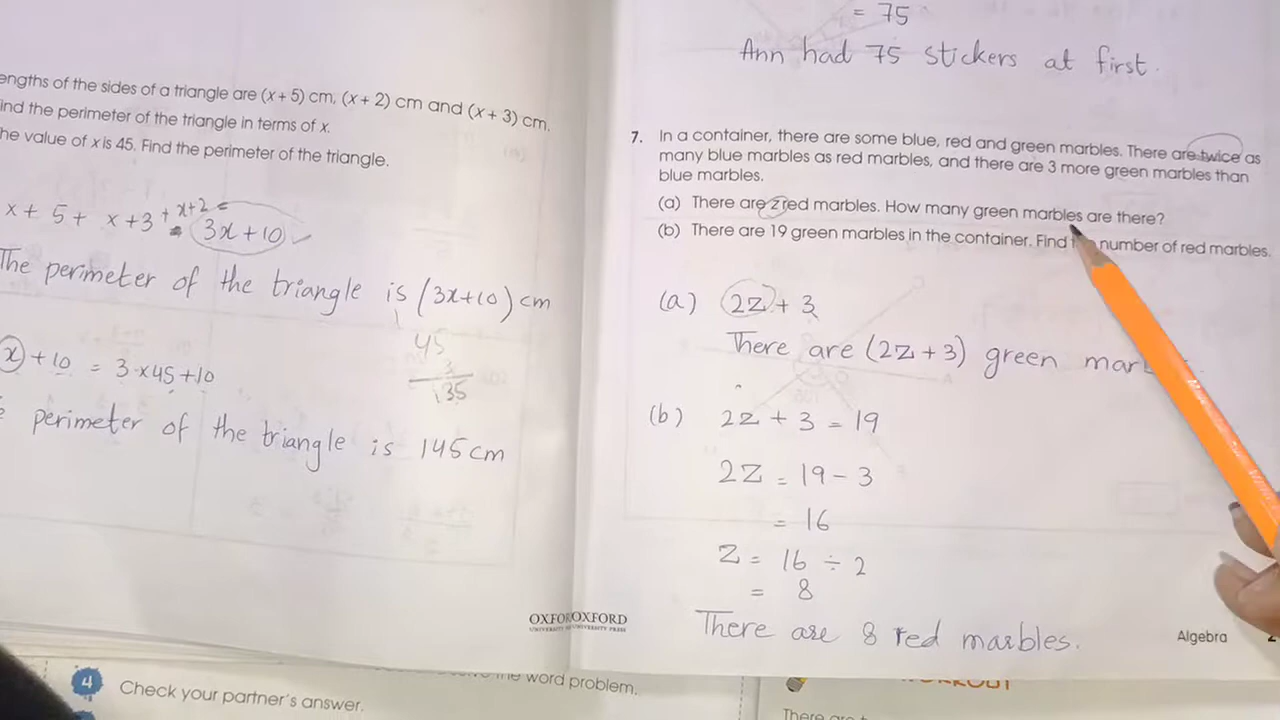 engths of the sides of a triangle are (x + 5) cm, (x + 2) cm and (x + 3) cm.
ind the perimeter of the triangle in terms of x.
he value of x is 45. Find the perimeter of the triangle.
x + 5 + x + 3 + x + 2 =
3x + 10
The perimeter of the triangle is (3x + 10) cm
45
3
135
x + 10 = 3 × 45 + 10
perimeter of the triangle is 145 cm
OXFORD
UNIVERSITY PRESS
= 75
Ann had 75 stickers at first.
7. In a container, there are some blue, red and green marbles. There are twice as
many blue marbles as red marbles, and there are 3 more green marbles than
blue marbles.
(a) There are z red marbles. How many green marbles are there?
(b) There are 19 green marbles in the container. Find number of red marbles.
(a) 2z + 3
There are (2z + 3) green mar
(b) 2z + 3 = 19
2z = 19 - 3
= 16
z = 16 ÷ 2
= 8
There are 8 red marbles.
Algebra
4 Check your partner's answer.
word problem.
There are